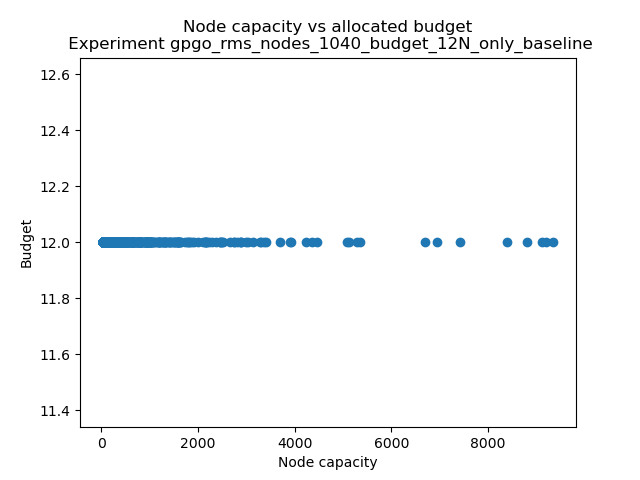 Node capacity vs allocated budget
Experiment gpgo_rms_nodes_1040_budget_12N_only_baseline
12.6
12.4
12.2
12.0
11.8
11.6
11.4
Budget
0 2000 4000 6000 8000
Node capacity